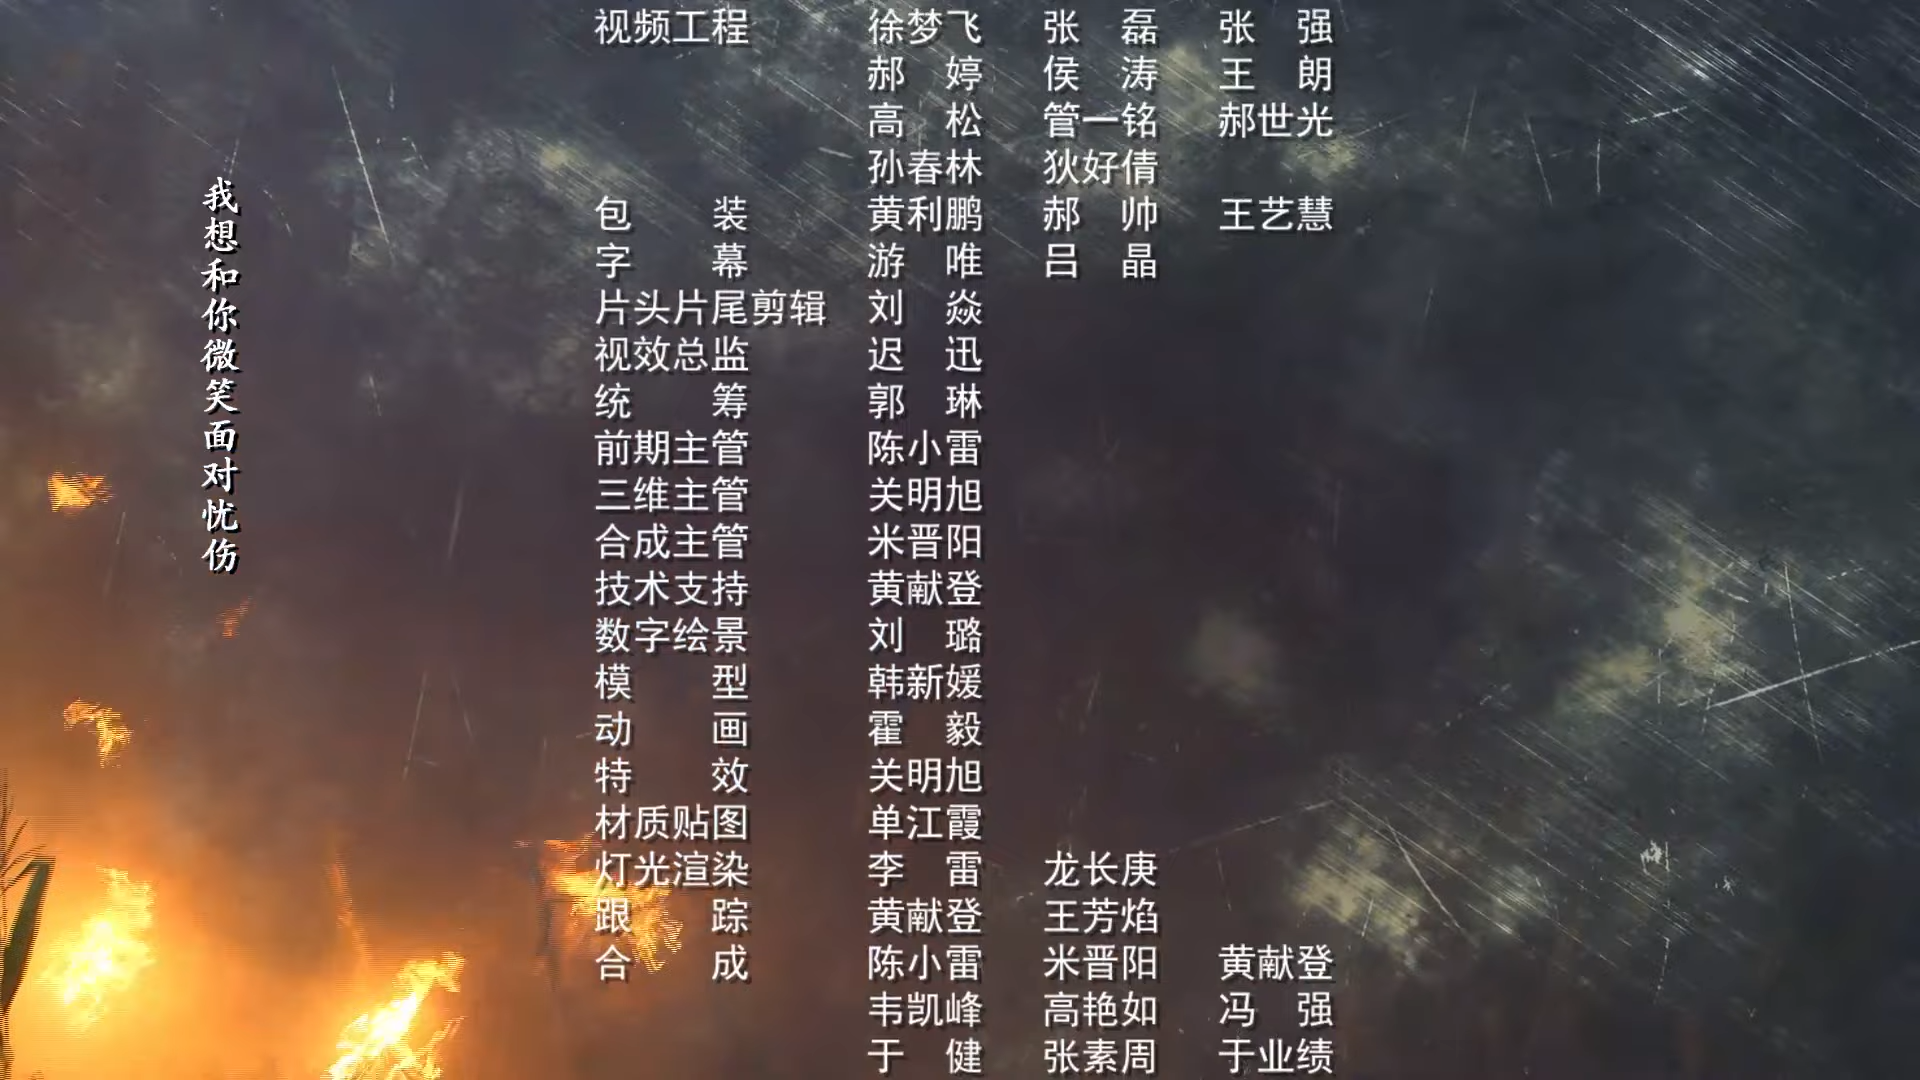 我想和你微笑面对忧伤
视频工程 徐梦飞 张磊 张强
郝婷 侯涛 王朗
高松 管一铭 郝世光
孙春林 狄好倩
包装 黄利鹏 郝帅 王艺慧
字幕 游唯 吕晶
片头片尾剪辑 刘焱
视效总监 迟迅
统筹 郭琳
前期主管 陈小雷
三维主管 关明旭
合成主管 米晋阳
技术支持 黄献登
数字绘景 刘璐
模型 韩新媛
动画 霍毅
特效 关明旭
材质贴图 单江霞
灯光渲染 李雷 龙长庚
跟踪 黄献登 王芳焰
合成 陈小雷 米晋阳 黄献登
韦凯峰 高艳如 冯强
于健 张素周 于业绩